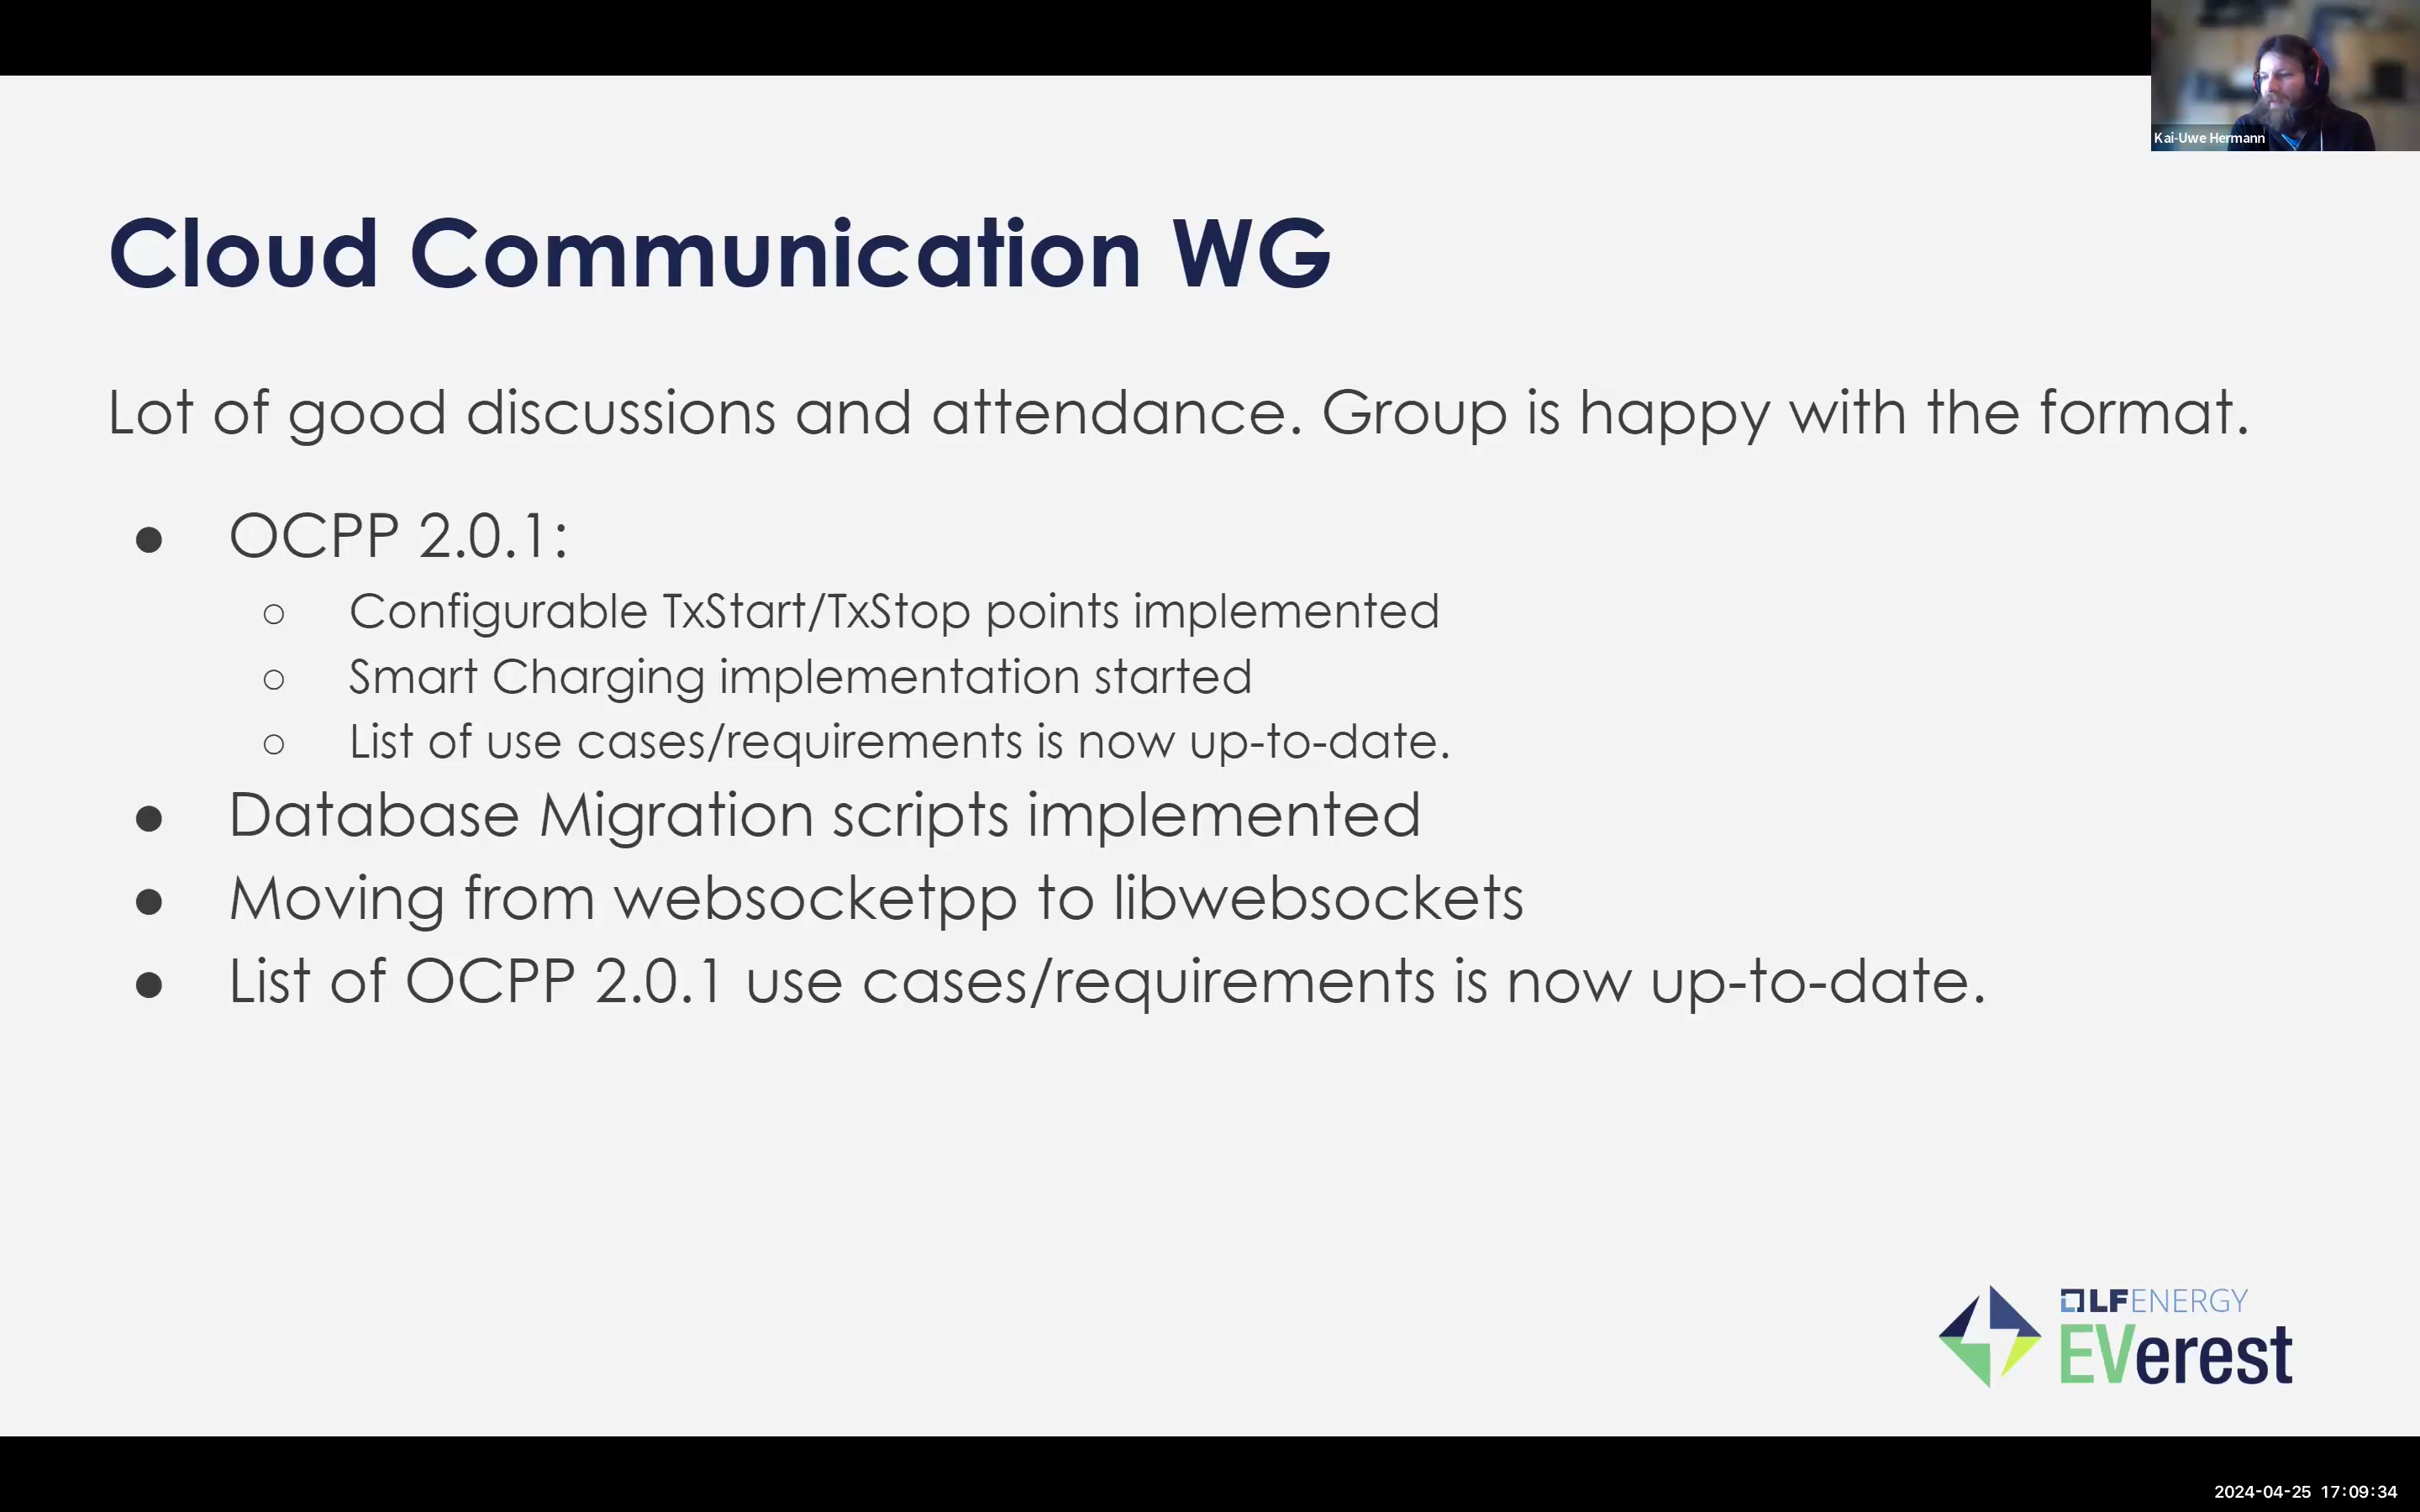 Kai-Uwe Hermann
Cloud Communication WG
Lot of good discussions and attendance. Group is happy with the format.
● OCPP 2.0.1:
○ Configurable TxStart/TxStop points implemented
○ Smart Charging implementation started
○ List of use cases/requirements is now up-to-date.
● Database Migration scripts implemented
● Moving from websocketpp to libwebsockets
● List of OCPP 2.0.1 use cases/requirements is now up-to-date.
LFENERGY
EVerest
2024-04-25 17:09:34